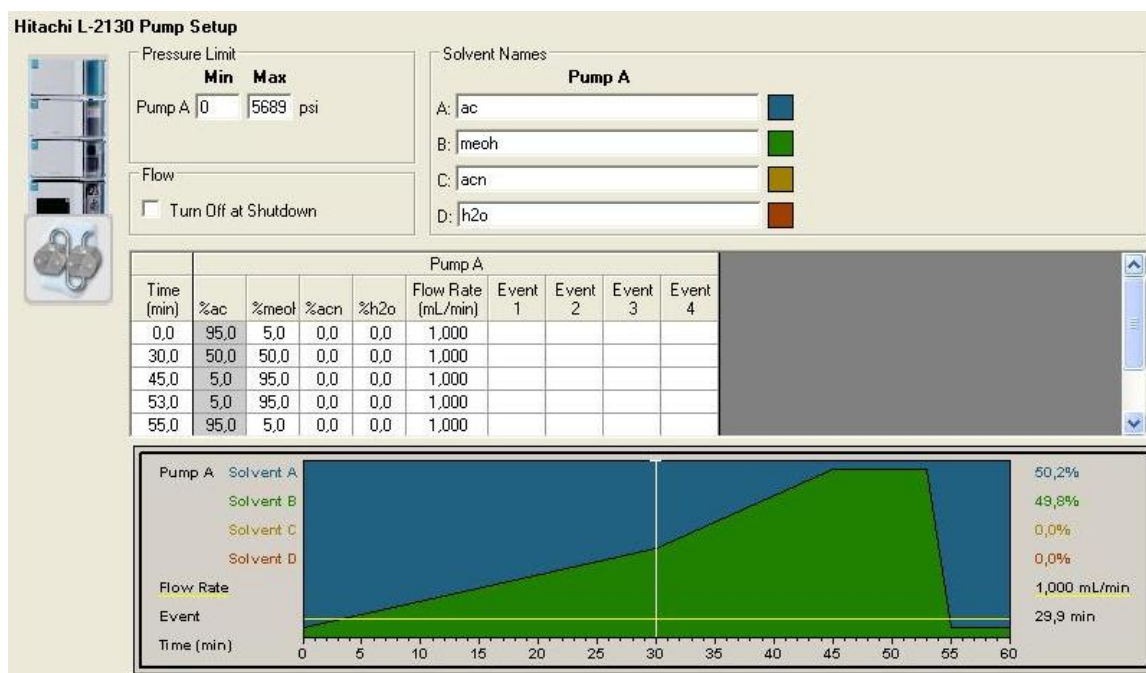 Hitachi L-2130 Pump Setup
Pressure Limit
Min Max
Pump A 0 5689 psi
Flow
Turn Off at Shutdown
Solvent Names
Pump A
A: ac
B: meoh
C: acn
D: h2o
Pump A
Time (min) %ac %meoh %acn %h2o Flow Rate (mL/min) Event 1 Event 2 Event 3 Event 4
0,0 95,0 5,0 0,0 0,0 1,000
30,0 50,0 50,0 0,0 0,0 1,000
45,0 5,0 95,0 0,0 0,0 1,000
53,0 5,0 95,0 0,0 0,0 1,000
55,0 95,0 5,0 0,0 0,0 1,000
Pump A Solvent A 50,2%
Solvent B 49,8%
Solvent C 0,0%
Solvent D 0,0%
Flow Rate 1,000 mL/min
Event 29,9 min
Time (min) 0 5 10 15 20 25 30 35 40 45 50 55 60